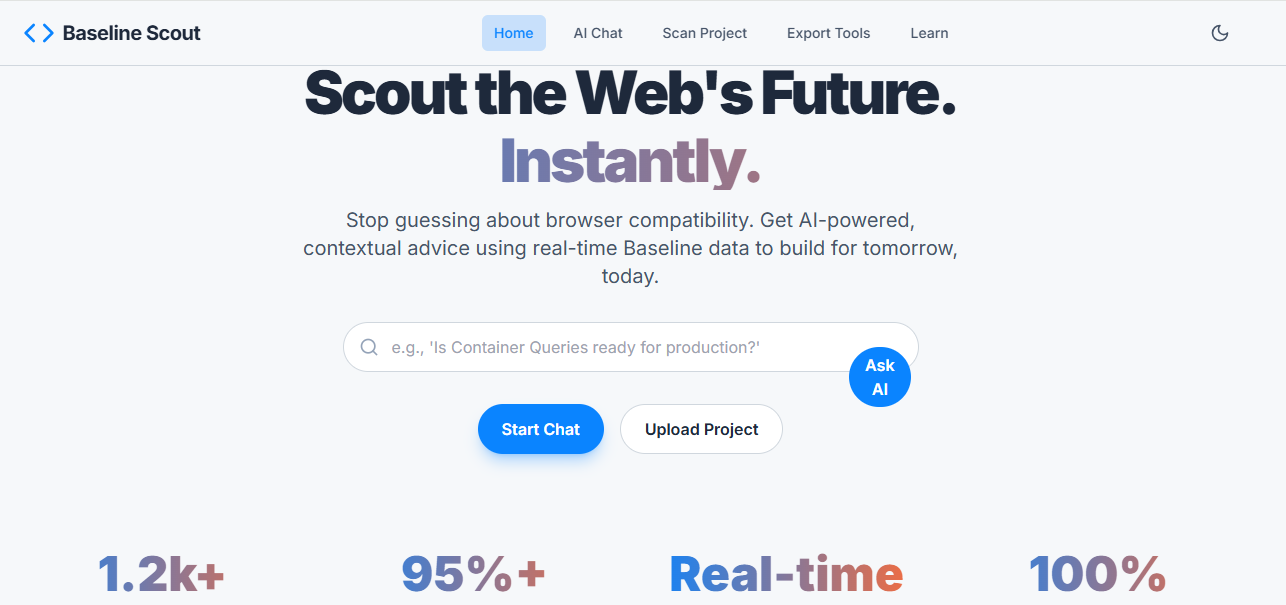 Baseline Scout
Home
AI Chat
Scan Project
Export Tools
Learn
Scout the Web's Future.
Instantly.
Stop guessing about browser compatibility. Get AI-powered,
contextual advice using real-time Baseline data to build for tomorrow,
today.
e.g., 'Is Container Queries ready for production?'
Ask
AI
Start Chat
Upload Project
1.2k+
95%+
Real-time
100%